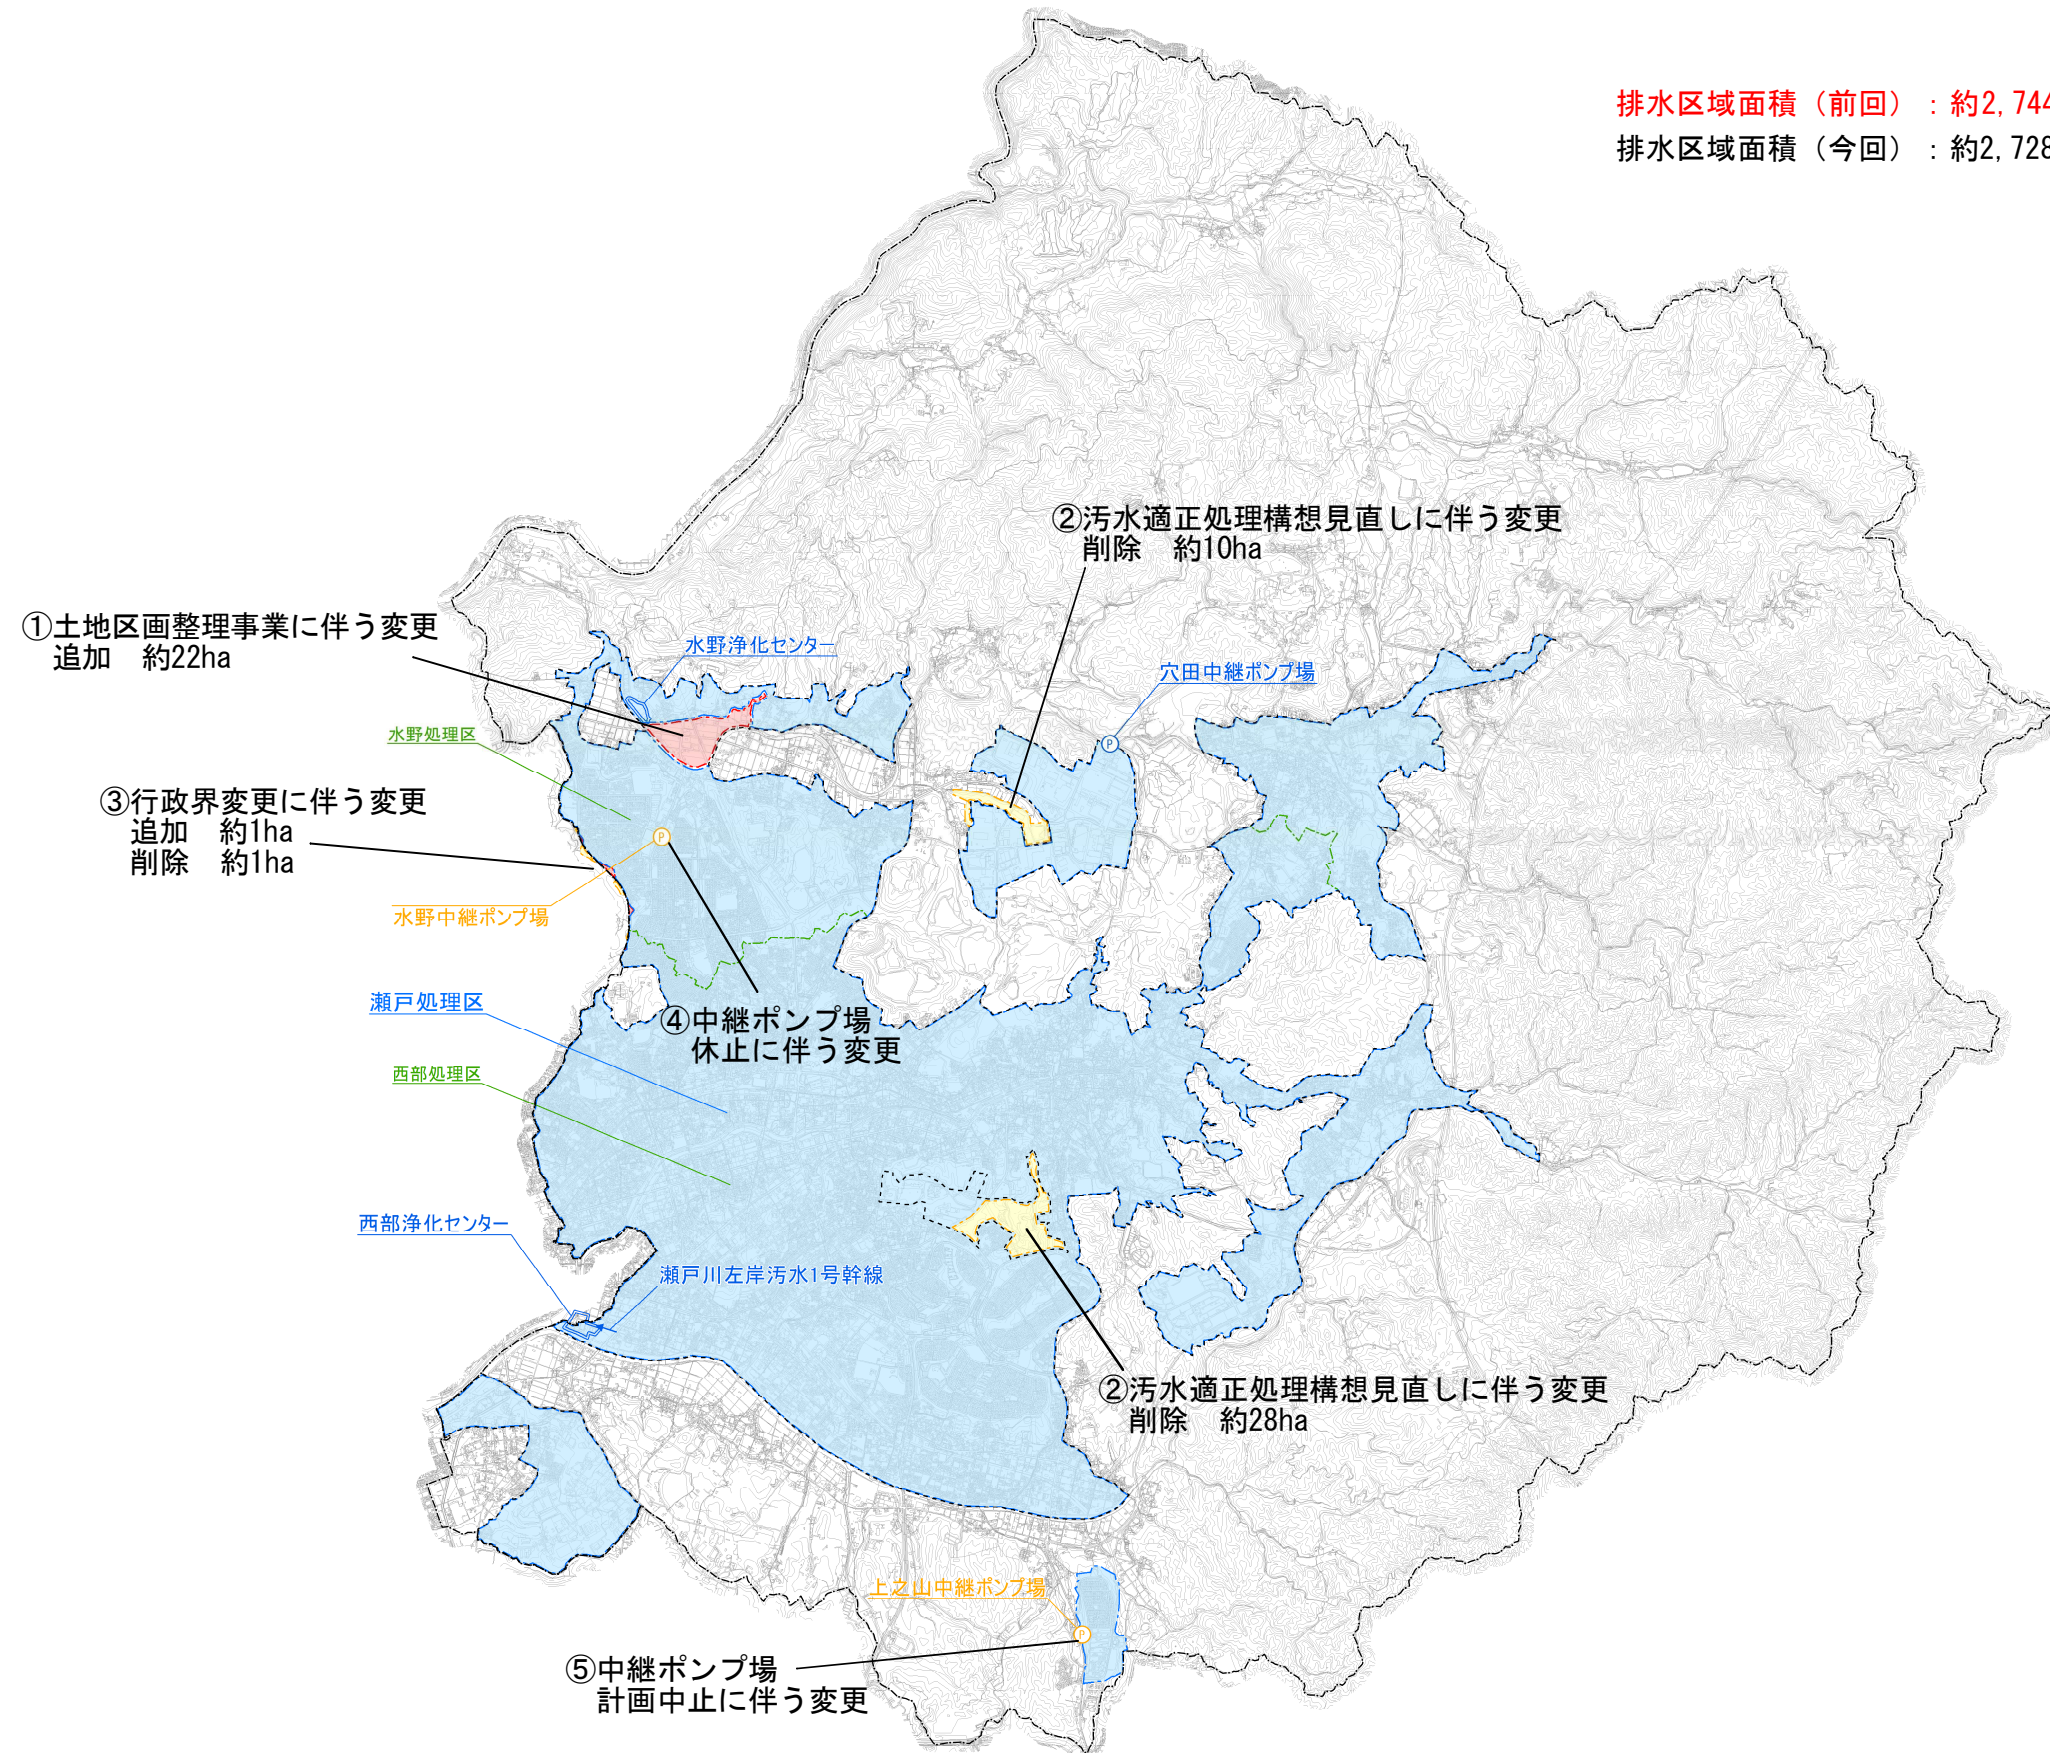 排水区域面積（前回）：約2,744
排水区域面積（今回）：約2,728
②汚水適正処理構想見直しに伴う変更
削除　約10ha
①土地区画整理事業に伴う変更
追加　約22ha
水野浄化センター
穴田中継ポンプ場
水野処理区
P
③行政界変更に伴う変更
追加　約1ha
削除　約1ha
P
水野中継ポンプ場
瀬戸処理区
④中継ポンプ場
休止に伴う変更
西部処理区
西部浄化センター
瀬戸川左岸汚水1号幹線
②汚水適正処理構想見直しに伴う変更
削除　約28ha
上之山中継ポンプ場
P
⑤中継ポンプ場
計画中止に伴う変更